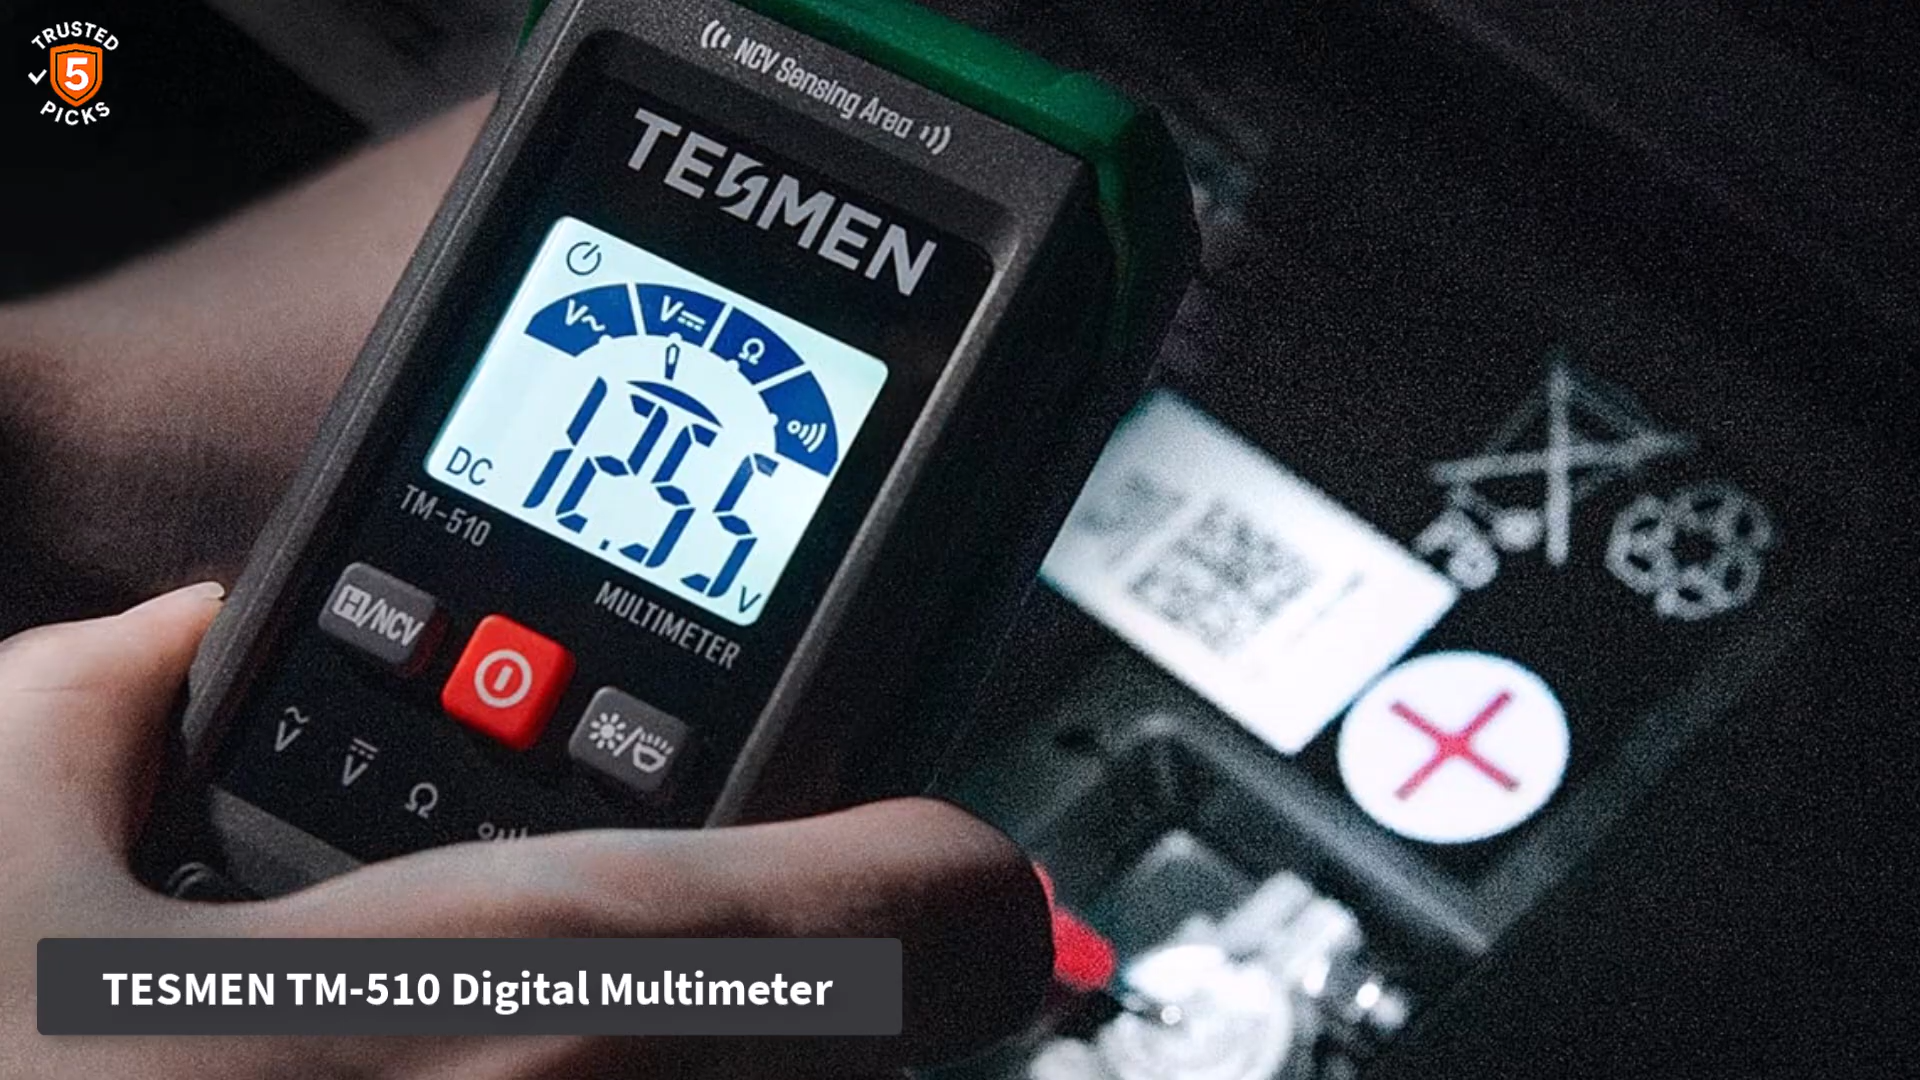 TRUSTED
5
PICKS
NCV Sensing Area
TESMEN
V~
V
Ω
12.55
DC
V
TM-510
MULTIMETER
H/NCV
V
V
Ω
TESMEN TM-510 Digital Multimeter